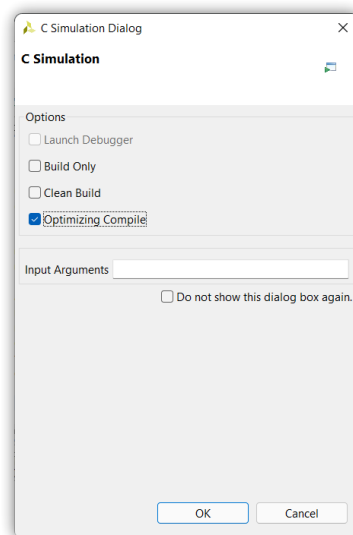 C Simulation Dialog
C Simulation
Options
Launch Debugger
Build Only
Clean Build
Optimizing Compile
Input Arguments
Do not show this dialog box again.
OK Cancel